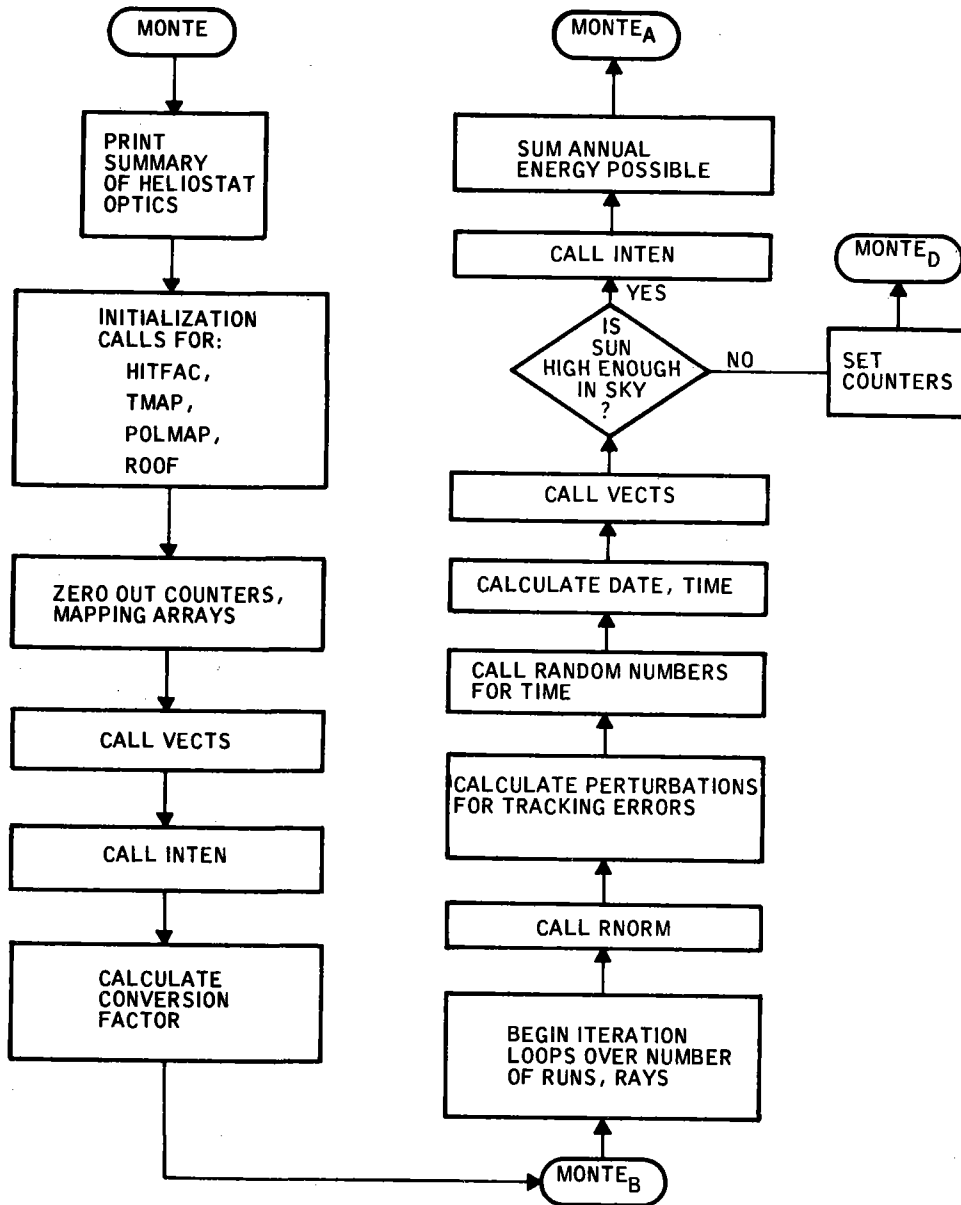 MONTE
PRINT
SUMMARY
OF HELIOSTAT
OPTICS
INITIALIZATION
CALLS FOR:
HITFAC,
TMAP,
POLMAP,
ROOF
ZERO OUT COUNTERS,
MAPPING ARRAYS
CALL VECTS
CALL INTEN
CALCULATE
CONVERSION
FACTOR
MONTE_B
BEGIN ITERATION
LOOPS OVER NUMBER
OF RUNS, RAYS
CALL RNORM
CALCULATE PERTURBATIONS
FOR TRACKING ERRORS
CALL RANDOM NUMBERS
FOR TIME
CALCULATE DATE, TIME
CALL VECTS
IS
SUN
HIGH ENOUGH
IN SKY
?
NO
SET
COUNTERS
MONTE_D
YES
CALL INTEN
SUM ANNUAL
ENERGY POSSIBLE
MONTE_A